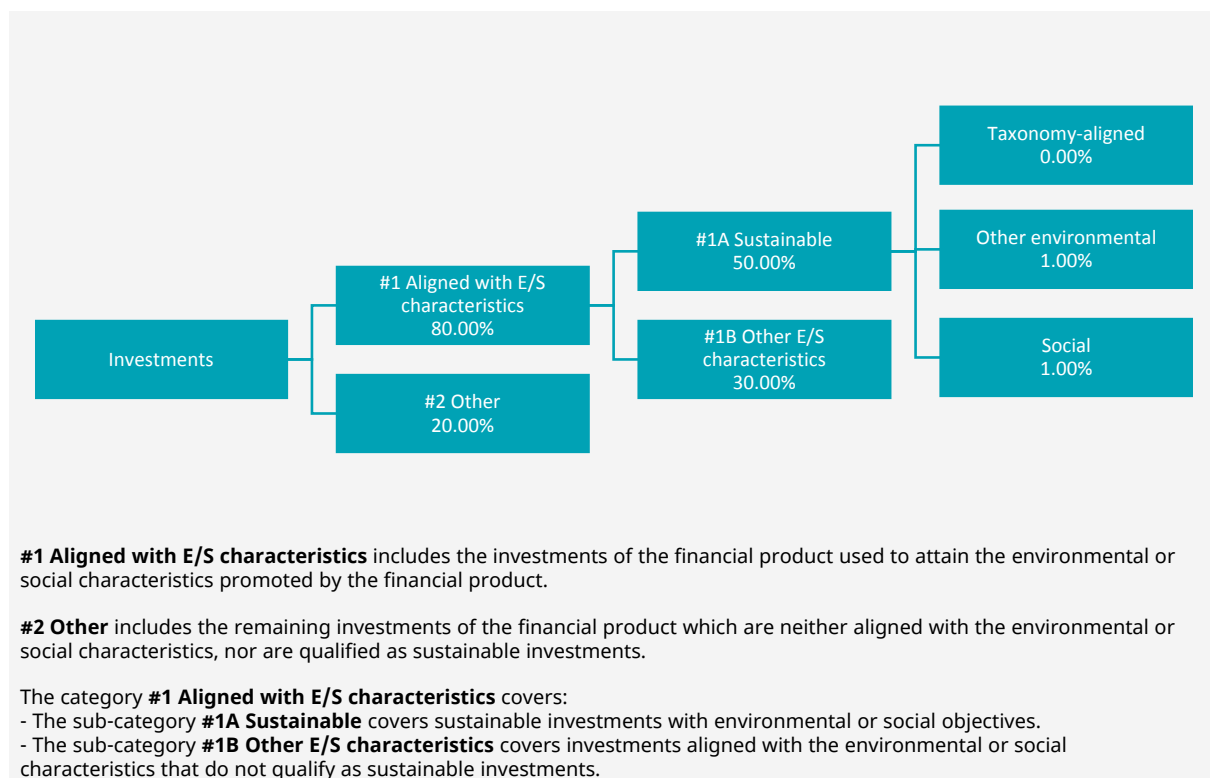 Taxonomy-aligned
0.00%
#1A Sustainable
50.00%
Other environmental
1.00%
#1 Aligned with E/S
characteristics
80.00%
Investments
#1B Other E/S
characteristics
30.00%
Social
1.00%
#2 Other
20.00%
#1 Aligned with E/S characteristics includes the investments of the financial product used to attain the environmental or
social characteristics promoted by the financial product.
#2 Other includes the remaining investments of the financial product which are neither aligned with the environmental or
social characteristics, nor are qualified as sustainable investments.
The category #1 Aligned with E/S characteristics covers:
- The sub-category #1A Sustainable covers sustainable investments with environmental or social objectives.
- The sub-category #1B Other E/S characteristics covers investments aligned with the environmental or social
characteristics that do not qualify as sustainable investments.